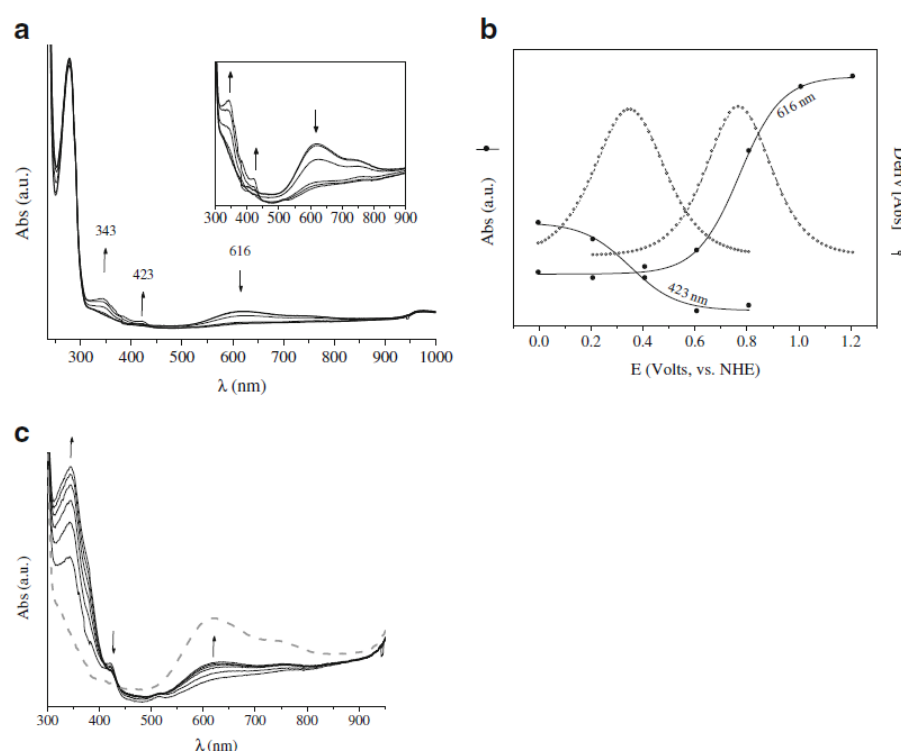 a
Abs (a.u.)
343
423
616
300 400 500 600 700 800 900 1000
λ (nm)
300 400 500 600 700 800 900
b
Abs (a.u.)
616 nm
423 nm
0.0 0.2 0.4 0.6 0.8 1.0 1.2
E (Volts, vs. NHE)
c
Abs (a.u.)
300 400 500 600 700 800 900
λ (nm)